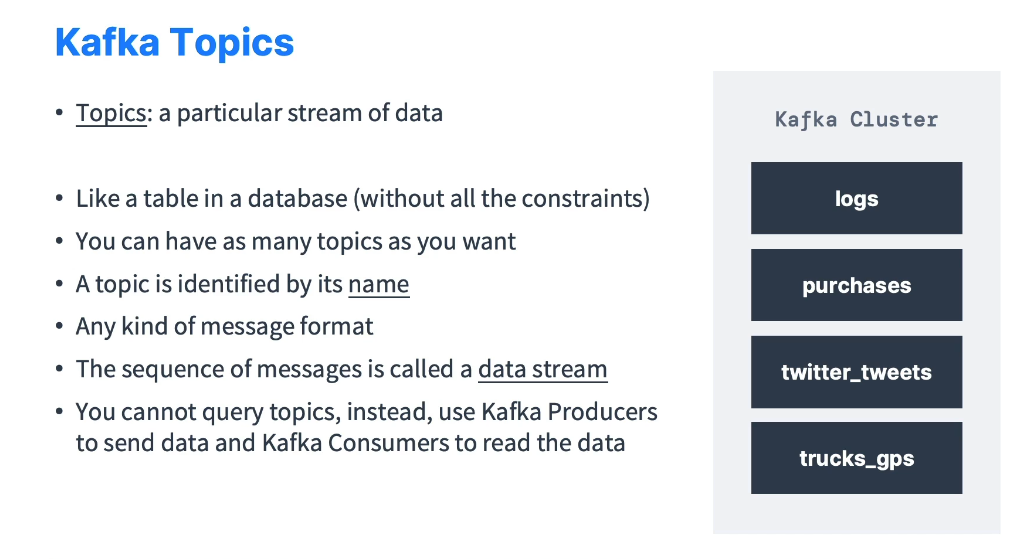 Kafka Topics
• Topics: a particular stream of data
• Like a table in a database (without all the constraints)
• You can have as many topics as you want
• A topic is identified by its name
• Any kind of message format
• The sequence of messages is called a data stream
• You cannot query topics, instead, use Kafka Producers
to send data and Kafka Consumers to read the data
Kafka Cluster
logs
purchases
twitter_tweets
trucks_gps